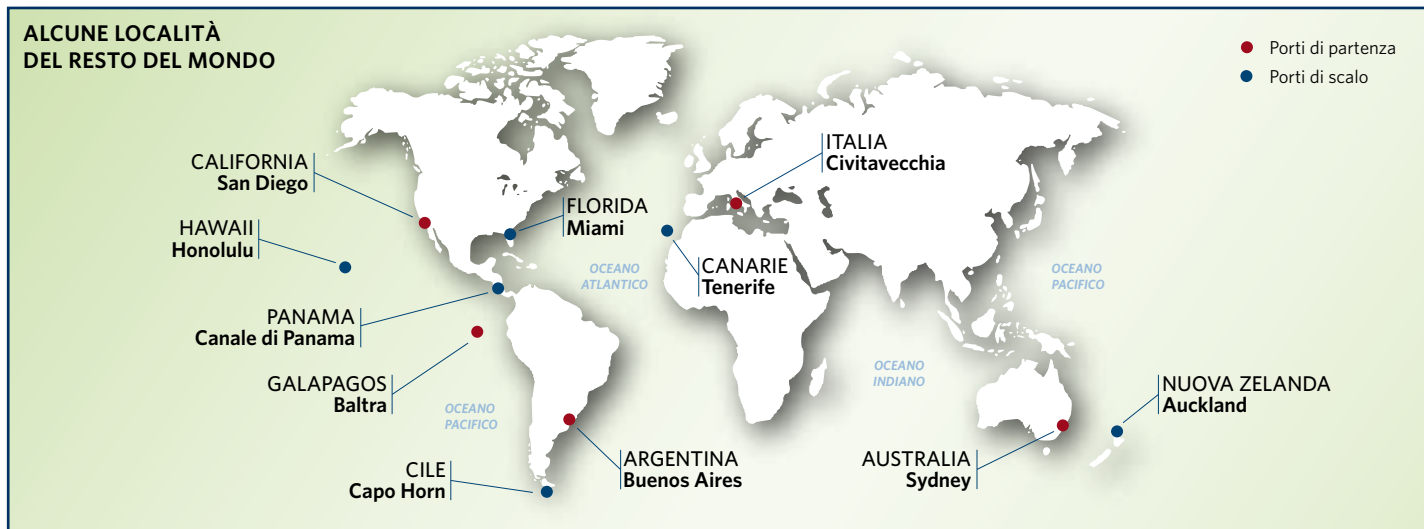 ALCUNE LOCALITÀ
DEL RESTO DEL MONDO
Porti di partenza
Porti di scalo
CALIFORNIA
San Diego
HAWAII
Honolulu
PANAMA
Canale di Panama
GALAPAGOS
Baltra
CILE
Capo Horn
FLORIDA
Miami
OCEANO
ATLANTICO
OCEANO
PACIFICO
ARGENTINA
Buenos Aires
ITALIA
Civitavecchia
CANARIE
Tenerife
OCEANO
PACIFICO
OCEANO
INDIANO
AUSTRALIA
Sydney
NUOVA ZELANDA
Auckland